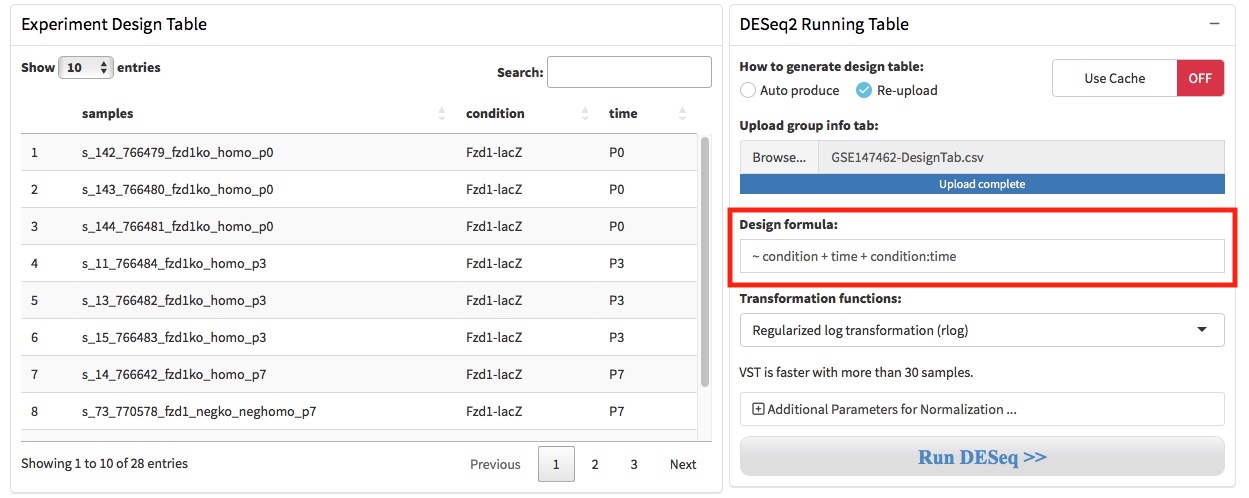 Experiment Design Table
Show 10 entries
Search:
samples condition time
1 s_142_766479_fzd1ko_homo_p0 Fzd1-lacZ P0
2 s_143_766480_fzd1ko_homo_p0 Fzd1-lacZ P0
3 s_144_766481_fzd1ko_homo_p0 Fzd1-lacZ P0
4 s_11_766484_fzd1ko_homo_p3 Fzd1-lacZ P3
5 s_13_766482_fzd1ko_homo_p3 Fzd1-lacZ P3
6 s_15_766483_fzd1ko_homo_p3 Fzd1-lacZ P3
7 s_14_766642_fzd1ko_homo_p7 Fzd1-lacZ P7
8 s_73_770578_fzd1_negko_neghomo_p7 Fzd1-lacZ P7
Showing 1 to 10 of 28 entries
Previous 1 2 3 Next
DESeq2 Running Table
How to generate design table:
Auto produce Re-upload
Use Cache OFF
Upload group info tab:
Browse... GSE147462-DesignTab.csv
Upload complete
Design formula:
~ condition + time + condition:time
Transformation functions:
Regularized log transformation (rlog)
VST is faster with more than 30 samples.
Additional Parameters for Normalization ...
Run DESeq >>